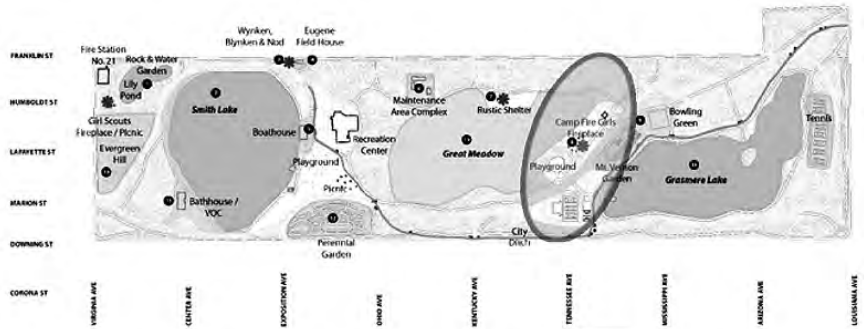 Wynken,
Blynken & Nod
Eugene
Field House
FRANKLIN ST
Fire Station
No. 21
Rock & Water
Garden
Lily
Pond
HUMBOLDT ST
Smith Lake
Maintenance
Area Complex
Rustic Shelter
Girl Scouts
Fireplace / Picnic
Camp Fire Girls
Fireplace
Bowling
Green
Tennis
Boathouse
Recreation
Center
LAFAYETTE ST
Evergreen
Hill
Playground
Great Meadow
Playground
Mt. Vernon
Garden
Grasmere Lake
Picnic
MARION ST
Bathhouse /
VOC
DOWNING ST
Perennial
Garden
City
Ditch
CORONA ST
VIRGINIA AVE
CENTER AVE
EXPOSITION AVE
OHIO AVE
KENTUCKY AVE
TENNESSEE AVE
MISSISSIPPI AVE
ARIZONA AVE
LOUISIANA AVE